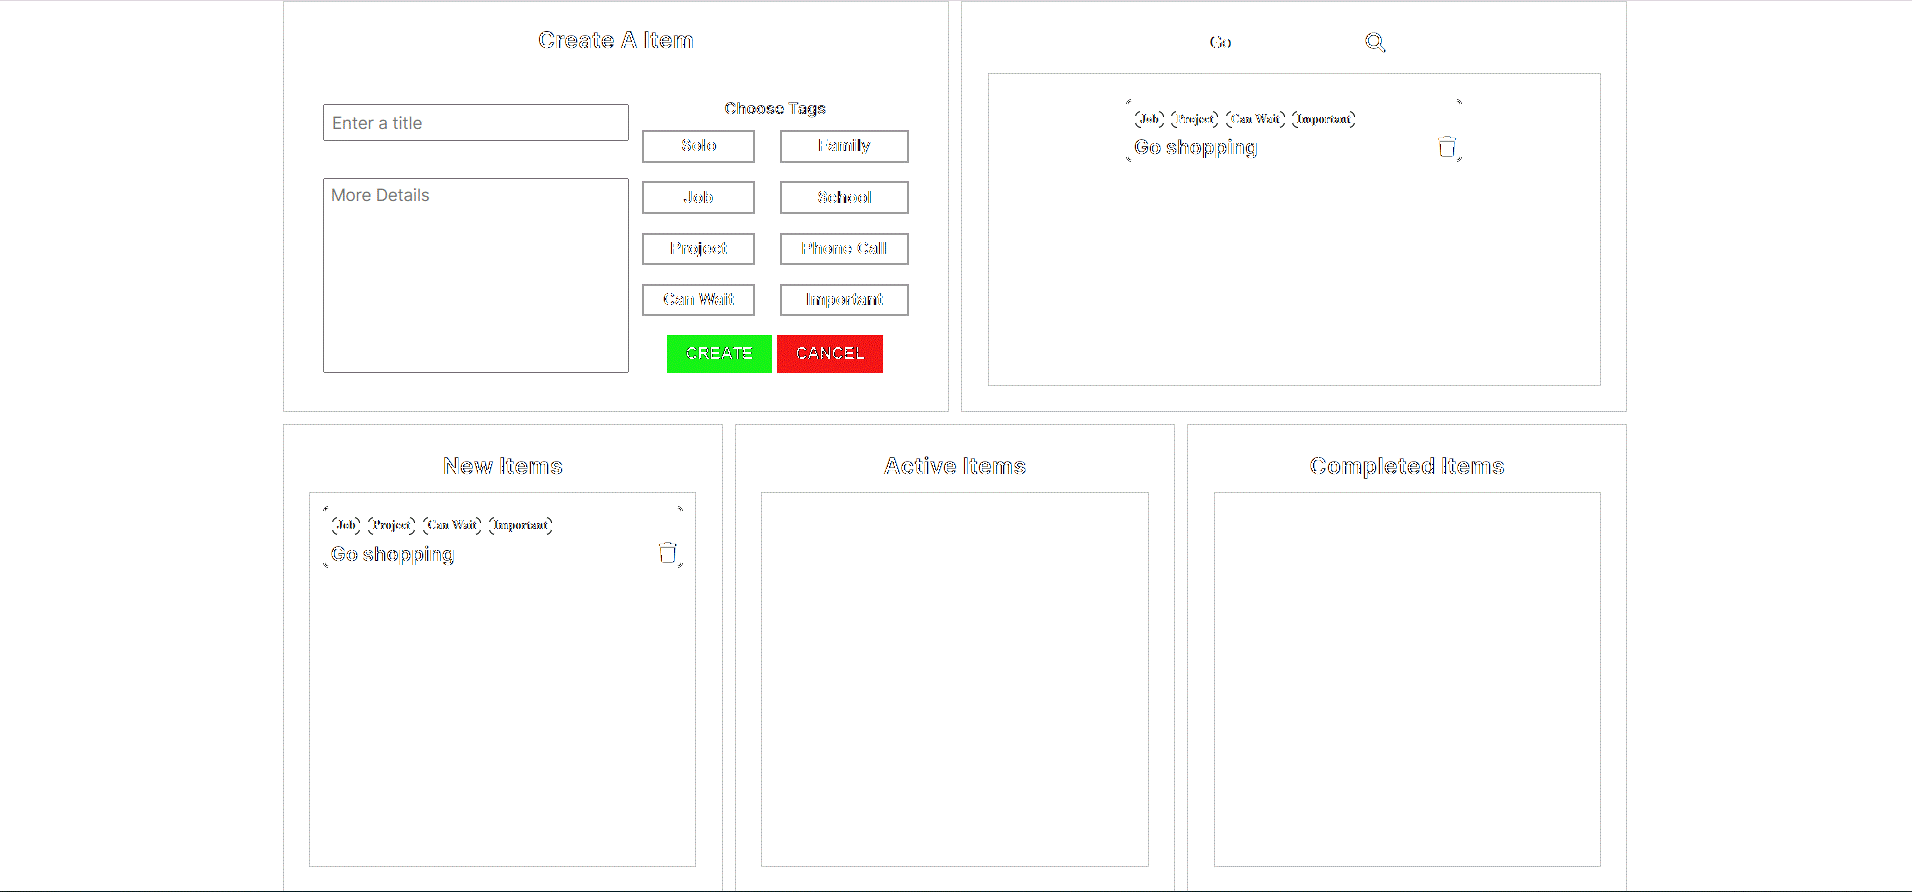 Create A Item
Enter a title
More Details
Choose Tags
Solo
Family
Job
School
Project
Phone Call
Can Wait
Important
CREATE
CANCEL
Go
Job Project Can Wait Important
Go shopping
New Items
Job Project Can Wait Important
Go shopping
Active Items
Completed Items